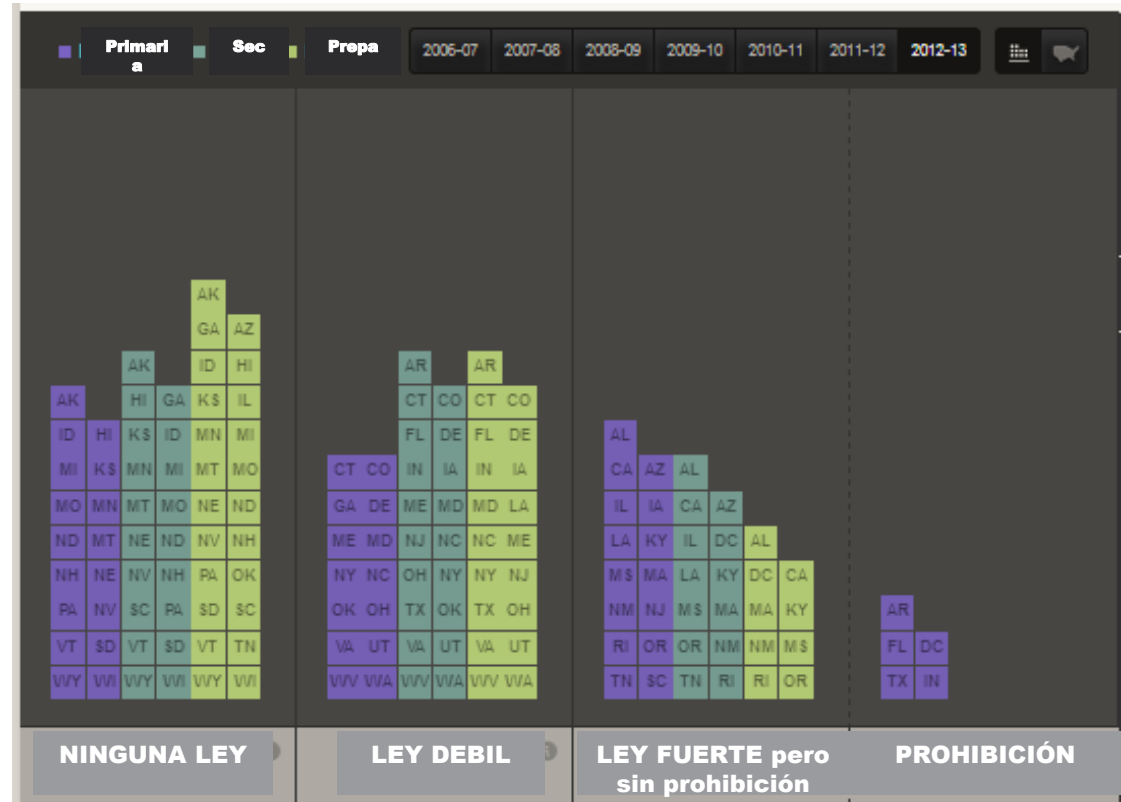 Primari
a
Sec
Prepa
2006-07 2007-08 2008-09 2009-10 2010-11 2011-12 2012-13
AK
GA AZ
AK ID HI AR AR
AK HI GA KS IL CT CO CT CO
ID HI KS ID MN MI FL DE FL DE AL
MI KS MN MI MT MO CT CO IN IA IN IA CA AZ AL
MO MN MT MO NE ND GA DE ME MD MD LA IL IA CA AZ
ND MT NE ND NV NH ME MD NJ NC NC ME LA KY IL DC AL
NH NE NV NH PA OK NY NC OH NY NY NJ MS MA LA KY DC CA
PA NV SC PA SD SC OK OH TX OK TX OH NM NJ MS MA MA KY AR
VT SD VT SD VT TN VA UT VA UT VA UT RI OR OR NM NM MS FL DC
WY WI WY WI WY WI WV WA WV WA WV WA TN SC TN RI RI OR TX IN
NINGUNA LEY
LEY DEBIL
LEY FUERTE pero
sin prohibición
PROHIBICIÓN